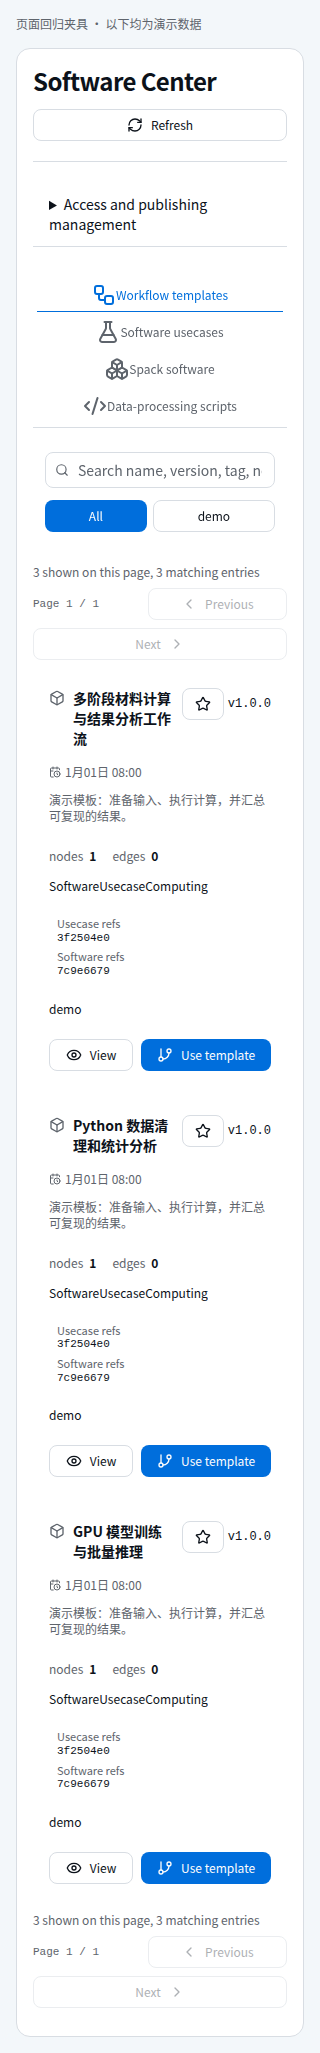 页面回归夹具 · 以下均为演示数据
Software Center
Refresh
Access and publishing
management
Workflow templates
Software usecases
Spack software
Data-processing scripts
Search name, version, tag, n
All
demo
3 shown on this page, 3 matching entries
Page 1 / 1
Previous
Next
多阶段材料计算
与结果分析工作
流
v1.0.0
1月01日 08:00
演示模板：准备输入、执行计算，并汇总
可复现的结果。
nodes 1 edges 0
SoftwareUsecaseComputing
Usecase refs
3f2504e0
Software refs
7c9e6679
demo
View
Use template
Python 数据清
理和统计分析
v1.0.0
1月01日 08:00
演示模板：准备输入、执行计算，并汇总
可复现的结果。
nodes 1 edges 0
SoftwareUsecaseComputing
Usecase refs
3f2504e0
Software refs
7c9e6679
demo
View
Use template
GPU 模型训练
与批量推理
v1.0.0
1月01日 08:00
演示模板：准备输入、执行计算，并汇总
可复现的结果。
nodes 1 edges 0
SoftwareUsecaseComputing
Usecase refs
3f2504e0
Software refs
7c9e6679
demo
View
Use template
3 shown on this page, 3 matching entries
Page 1 / 1
Previous
Next